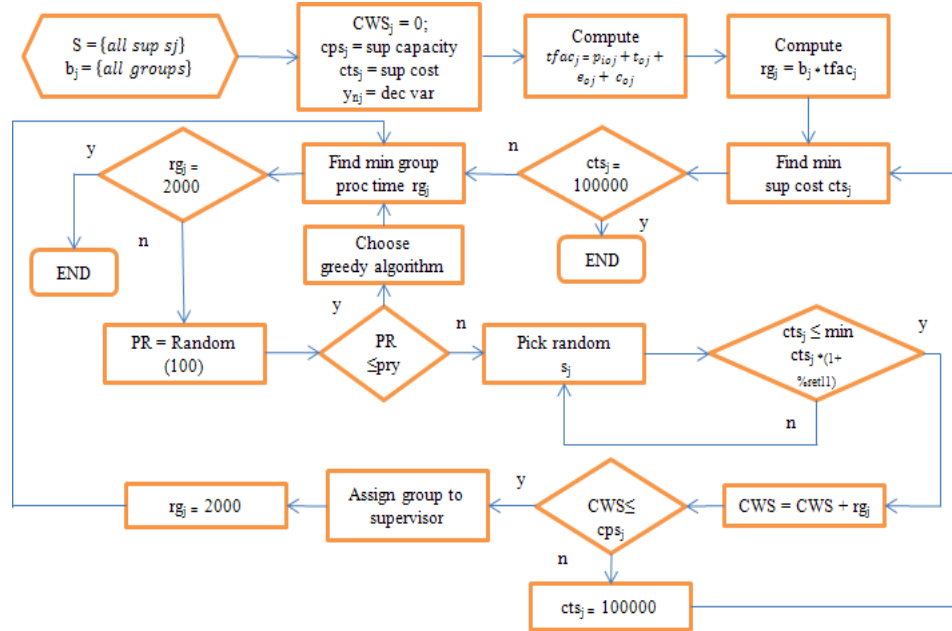 S = {all sup sj}
bj = {all groups}
CWSj = 0;
cpsj = sup capacity
ctsj = sup cost
ynj = dec var
Compute
tfacj = pioj + toj +
eoj + coj
Compute
rgj = bj * tfacj
y
rgj =
2000
n
END
Find min group
proc time rgj
n
ctsj =
100000
y
END
Find min
sup cost ctsj
Choose
greedy algorithm
y
PR = Random
(100)
PR
≤pry
n
Pick random
sj
ctsj ≤ min
ctsj *(1+
%ret11)
y
n
rgj = 2000
Assign group to
supervisor
y
CWS≤
cpsj
n
CWS = CWS + rgj
ctsj = 100000